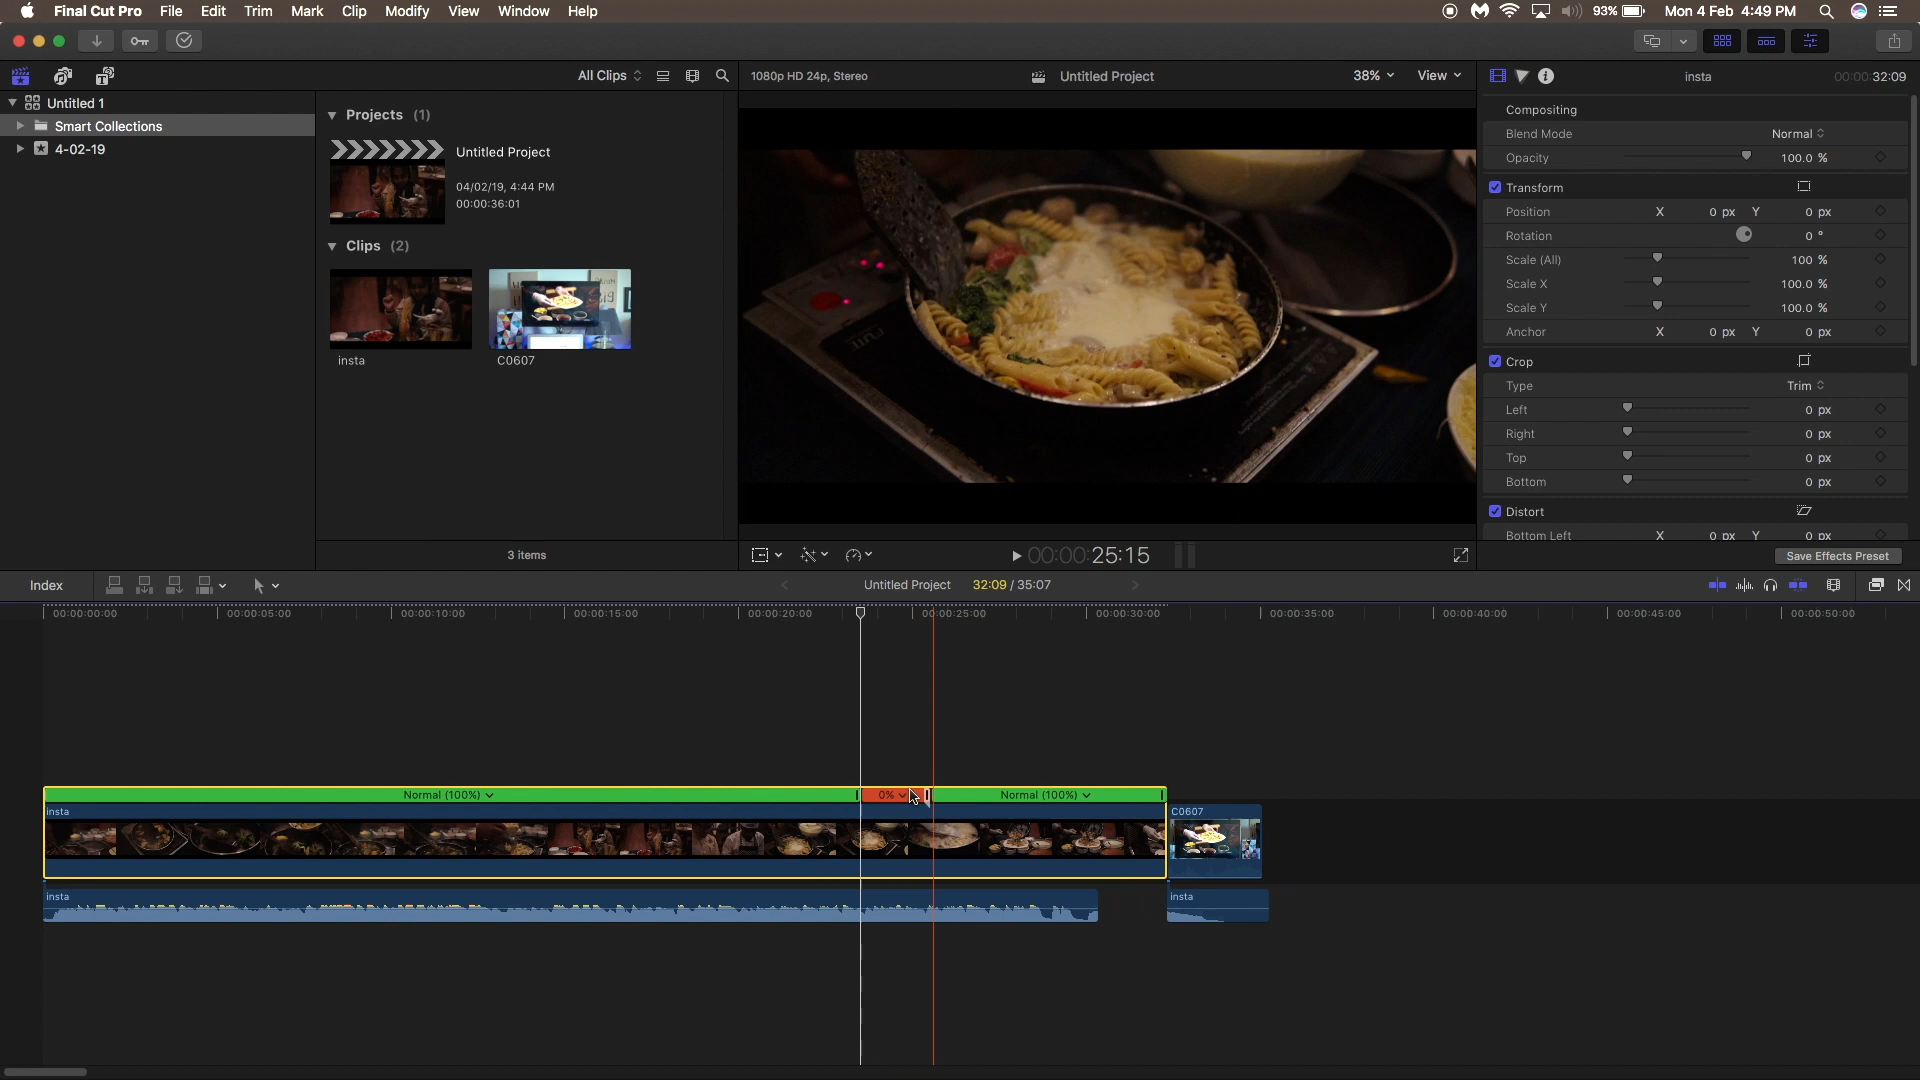 Final Cut Pro File Edit Trim Mark Clip Modify View Window Help 93% Mon 4 Feb 4:49 PM
All Clips 1080p HD 24p, Stereo Untitled Project 38% View insta 00:00:32:09
Untitled 1
Smart Collections
4-02-19
Projects (1)
Untitled Project
04/02/19, 4:44 PM
00:00:36:01
Clips (2)
insta C0607
3 items
00:00:00:25:15
Compositing
Blend Mode Normal
Opacity 100.0 %
Transform
Position X 0 px Y 0 px
Rotation 0 °
Scale (All) 100 %
Scale X 100.0 %
Scale Y 100.0 %
Anchor X 0 px Y 0 px
Crop
Type Trim
Left 0 px
Right 0 px
Top 0 px
Bottom 0 px
Distort
Bottom Left X 0 px Y 0 px
Save Effects Preset
Index Untitled Project 32:09 / 35:07
00:00:00:00 00:00:05:00 00:00:10:00 00:00:15:00 00:00:20:00 00:00:25:00 00:00:30:00 00:00:35:00 00:00:40:00 00:00:45:00 00:00:50:00
Normal (100%) 0% Normal (100%)
insta C0607
insta insta